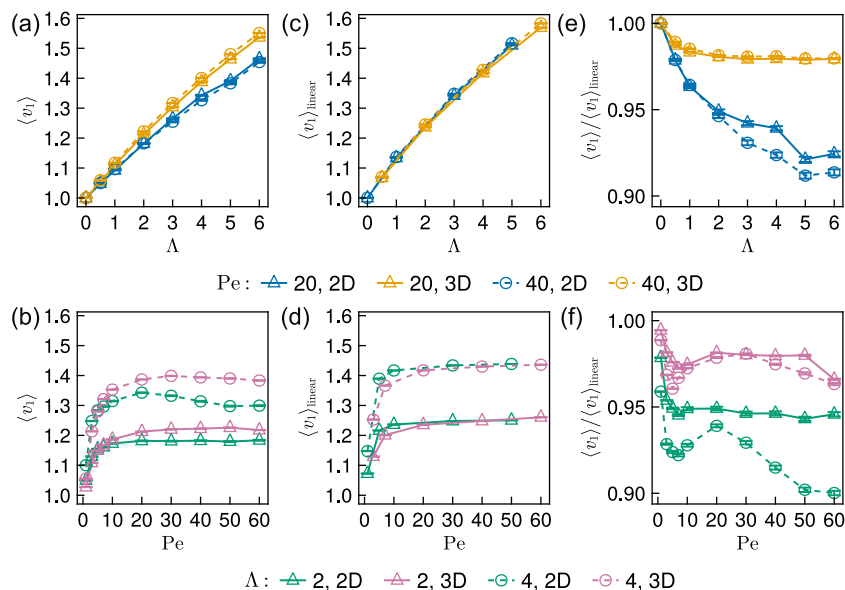 (a)
⟨v₁⟩
1.6
1.5
1.4
1.3
1.2
1.1
1.0
0 1 2 3 4 5 6
Λ
(c)
⟨v₁⟩linear
1.6
1.5
1.4
1.3
1.2
1.1
1.0
0 1 2 3 4 5 6
Λ
(e)
⟨v₁⟩/⟨v₁⟩linear
1.00
0.95
0.90
0 1 2 3 4 5 6
Λ
Pe : 20, 2D 20, 3D 40, 2D 40, 3D
(b)
⟨v₁⟩
1.6
1.5
1.4
1.3
1.2
1.1
1.0
0 10 20 30 40 50 60
Pe
(d)
⟨v₁⟩linear
1.6
1.5
1.4
1.3
1.2
1.1
1.0
0 10 20 30 40 50 60
Pe
(f)
⟨v₁⟩/⟨v₁⟩linear
1.00
0.95
0.90
0 10 20 30 40 50 60
Pe
Λ : 2, 2D 2, 3D 4, 2D 4, 3D